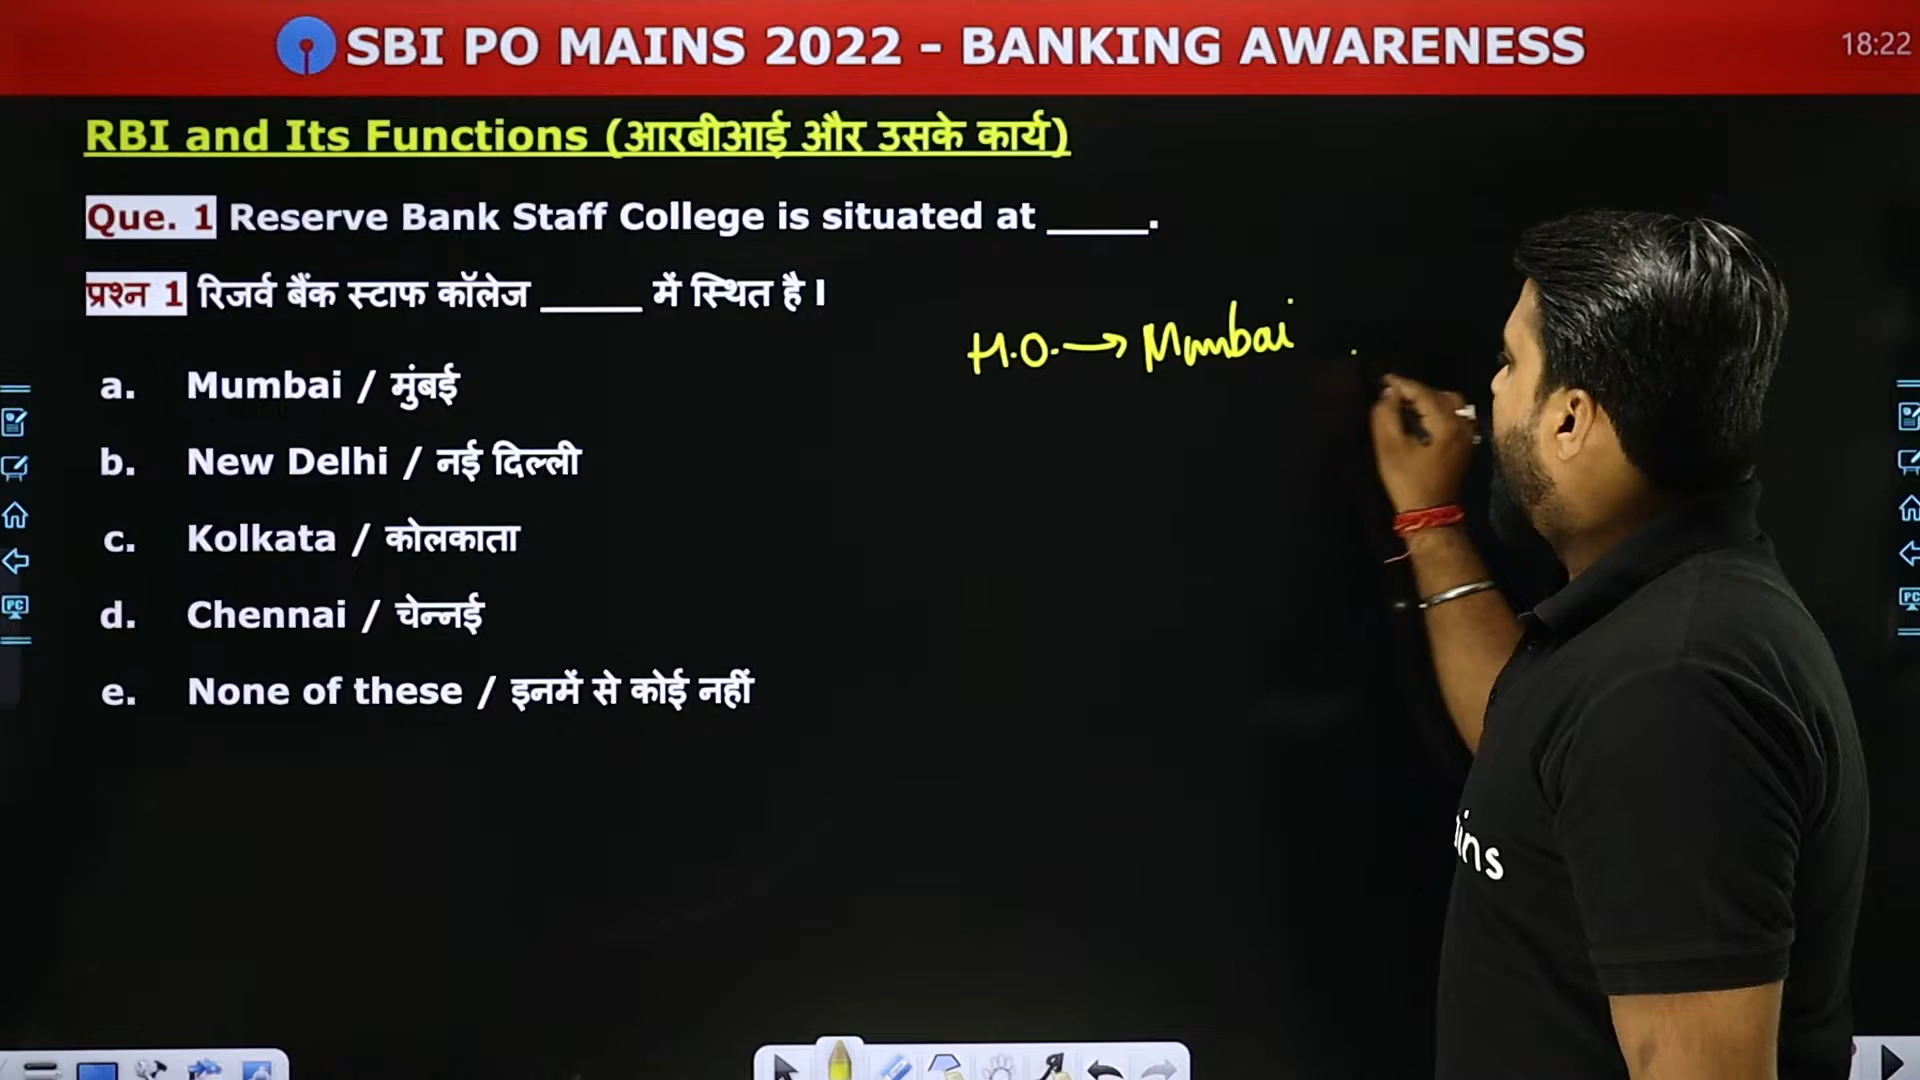 SBI PO MAINS 2022 - BANKING AWARENESS
18:22
RBI and Its Functions (आरबीआई और उसके कार्य)
Que. 1 Reserve Bank Staff College is situated at _____.
प्रश्न 1 रिजर्व बैंक स्टाफ कॉलेज _____ में स्थित है ।
H.O. → Mumbai
a. Mumbai / मुंबई
b. New Delhi / नई दिल्ली
c. Kolkata / कोलकाता
d. Chennai / चेन्नई
e. None of these / इनमें से कोई नहीं
PC
PC